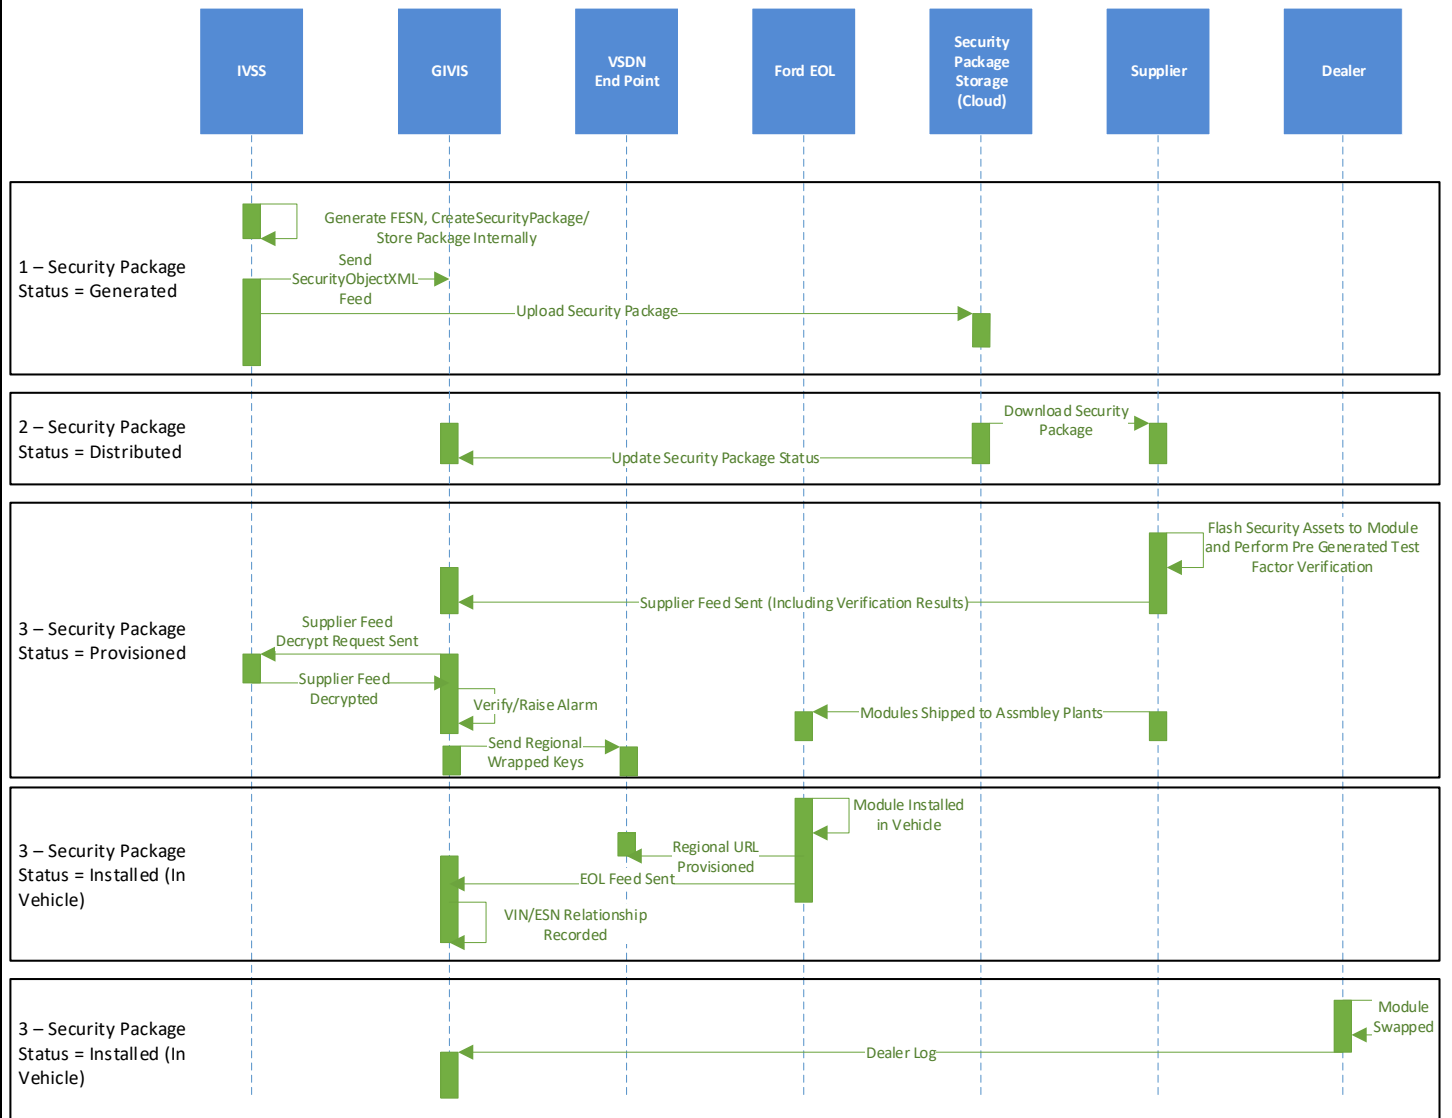 IVSS
GIVIS
VSDN
End Point
Ford EOL
Security
Package
Storage
(Cloud)
Supplier
Dealer
1 – Security Package
Status = Generated
Generate FESN, CreateSecurityPackage/
Store Package Internally
Send
SecurityObjectXML
Feed
Upload Security Package
2 – Security Package
Status = Distributed
Download Security
Package
Update Security Package Status
3 – Security Package
Status = Provisioned
Flash Security Assets to Module
and Perform Pre Generated Test
Factor Verification
Supplier Feed Sent (Including Verification Results)
Supplier Feed
Decrypt Request Sent
Supplier Feed
Decrypted
Verify/Raise Alarm
Modules Shipped to Assmbley Plants
Send Regional
Wrapped Keys
3 – Security Package
Status = Installed (In
Vehicle)
Module Installed
in Vehicle
Regional URL
Provisioned
EOL Feed Sent
VIN/ESN Relationship
Recorded
3 – Security Package
Status = Installed (In
Vehicle)
Module
Swapped
Dealer Log